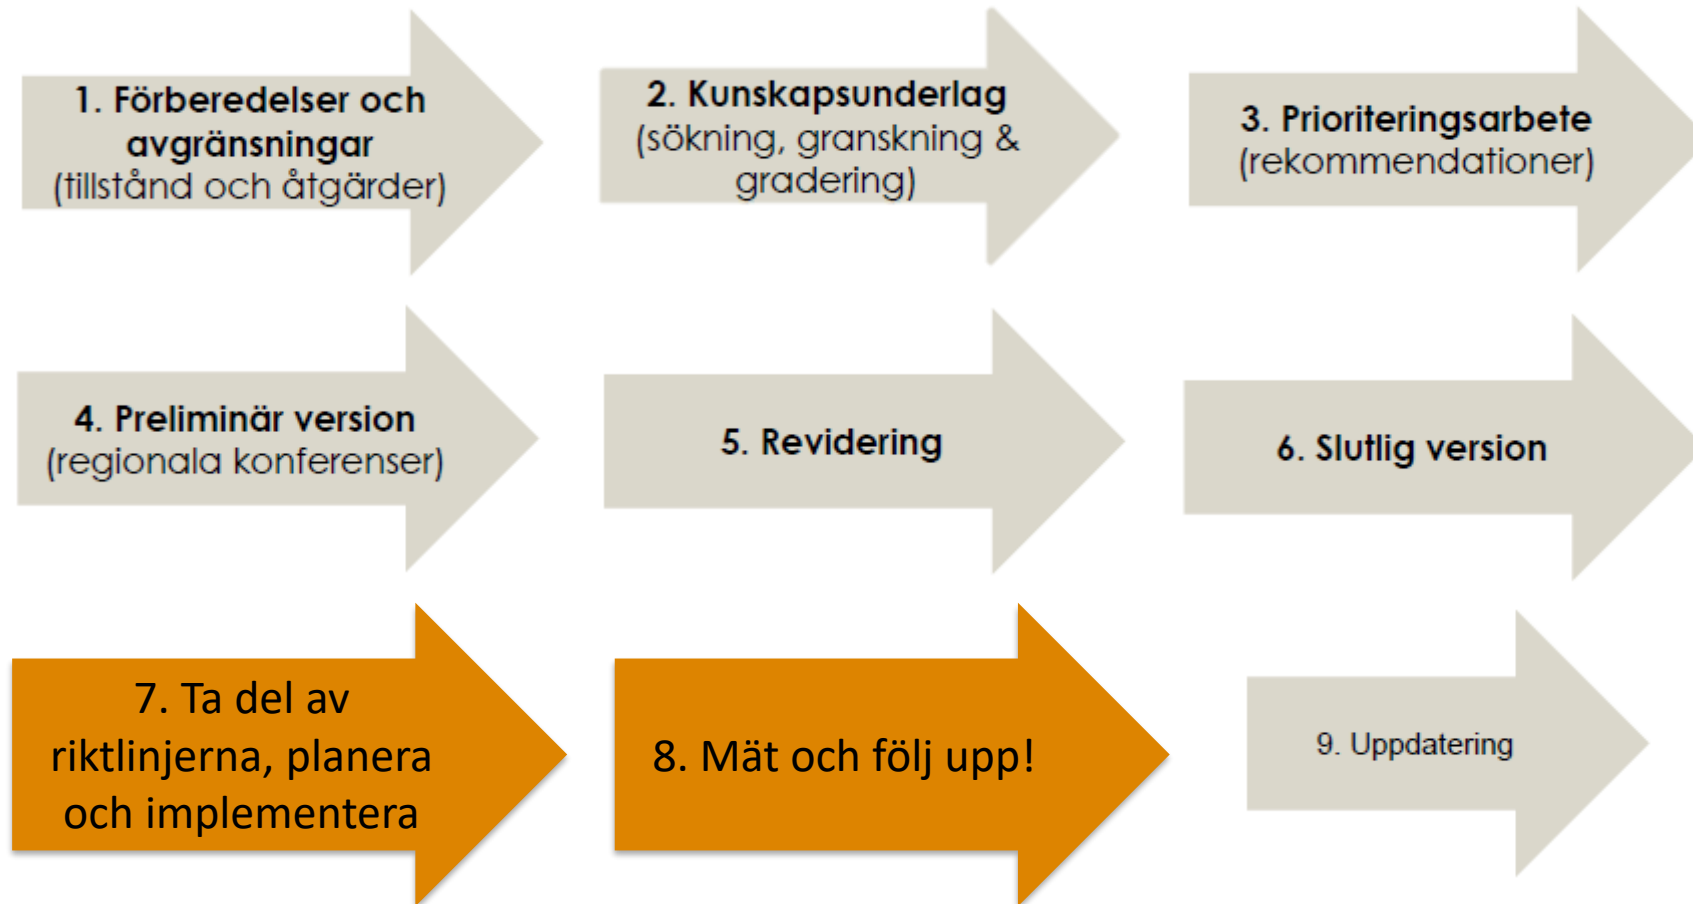 1. Förberedelser och
avgränsningar
(tillstånd och åtgärder)
2. Kunskapsunderlag
(sökning, granskning &
gradering)
3. Prioriteringsarbete
(rekommendationer)
4. Preliminär version
(regionala konferenser)
5. Revidering
6. Slutlig version
7. Ta del av
riktlinjerna, planera
och implementera
8. Mät och följ upp!
9. Uppdatering